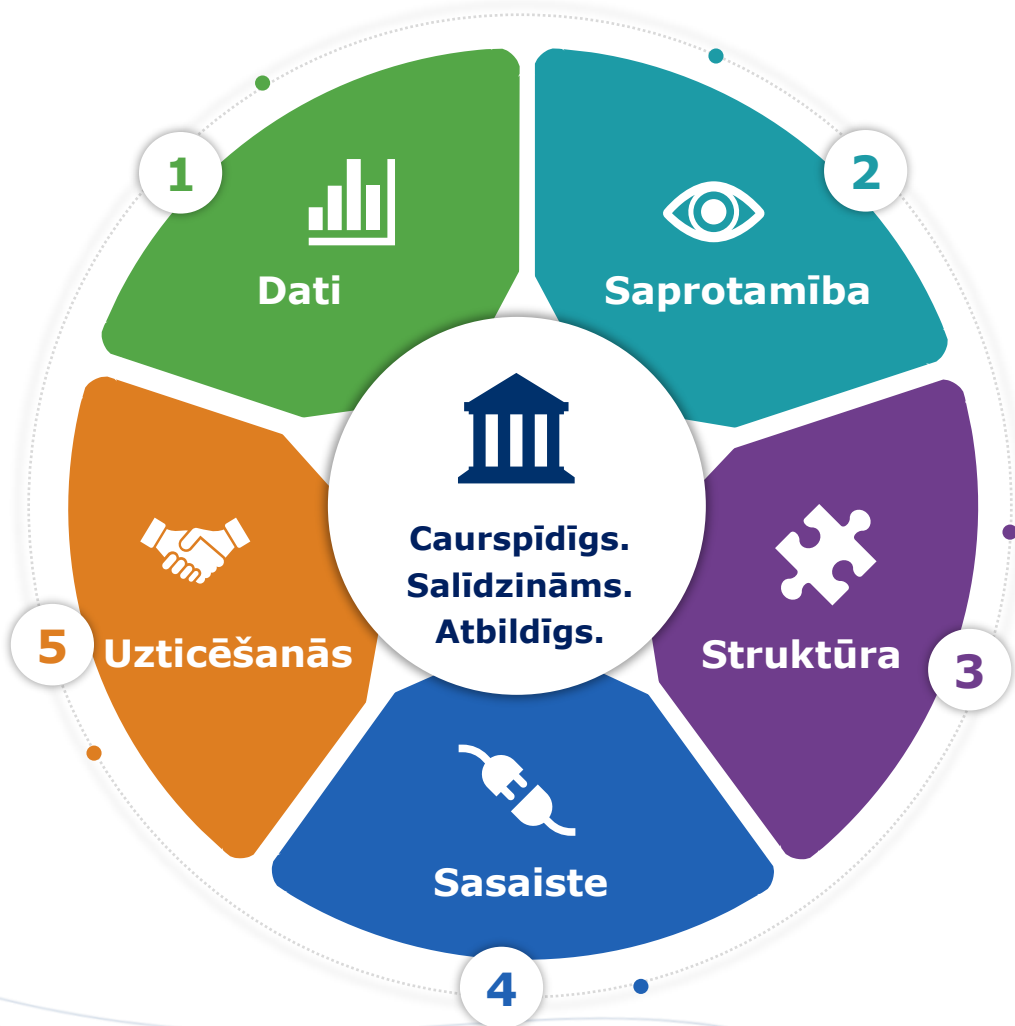 1
Dati
2
Saprotamība
3
Struktūra
4
Sasaiste
5
Uzticēšanās
Caurspīdīgs.
Salīdzināms.
Atbildīgs.